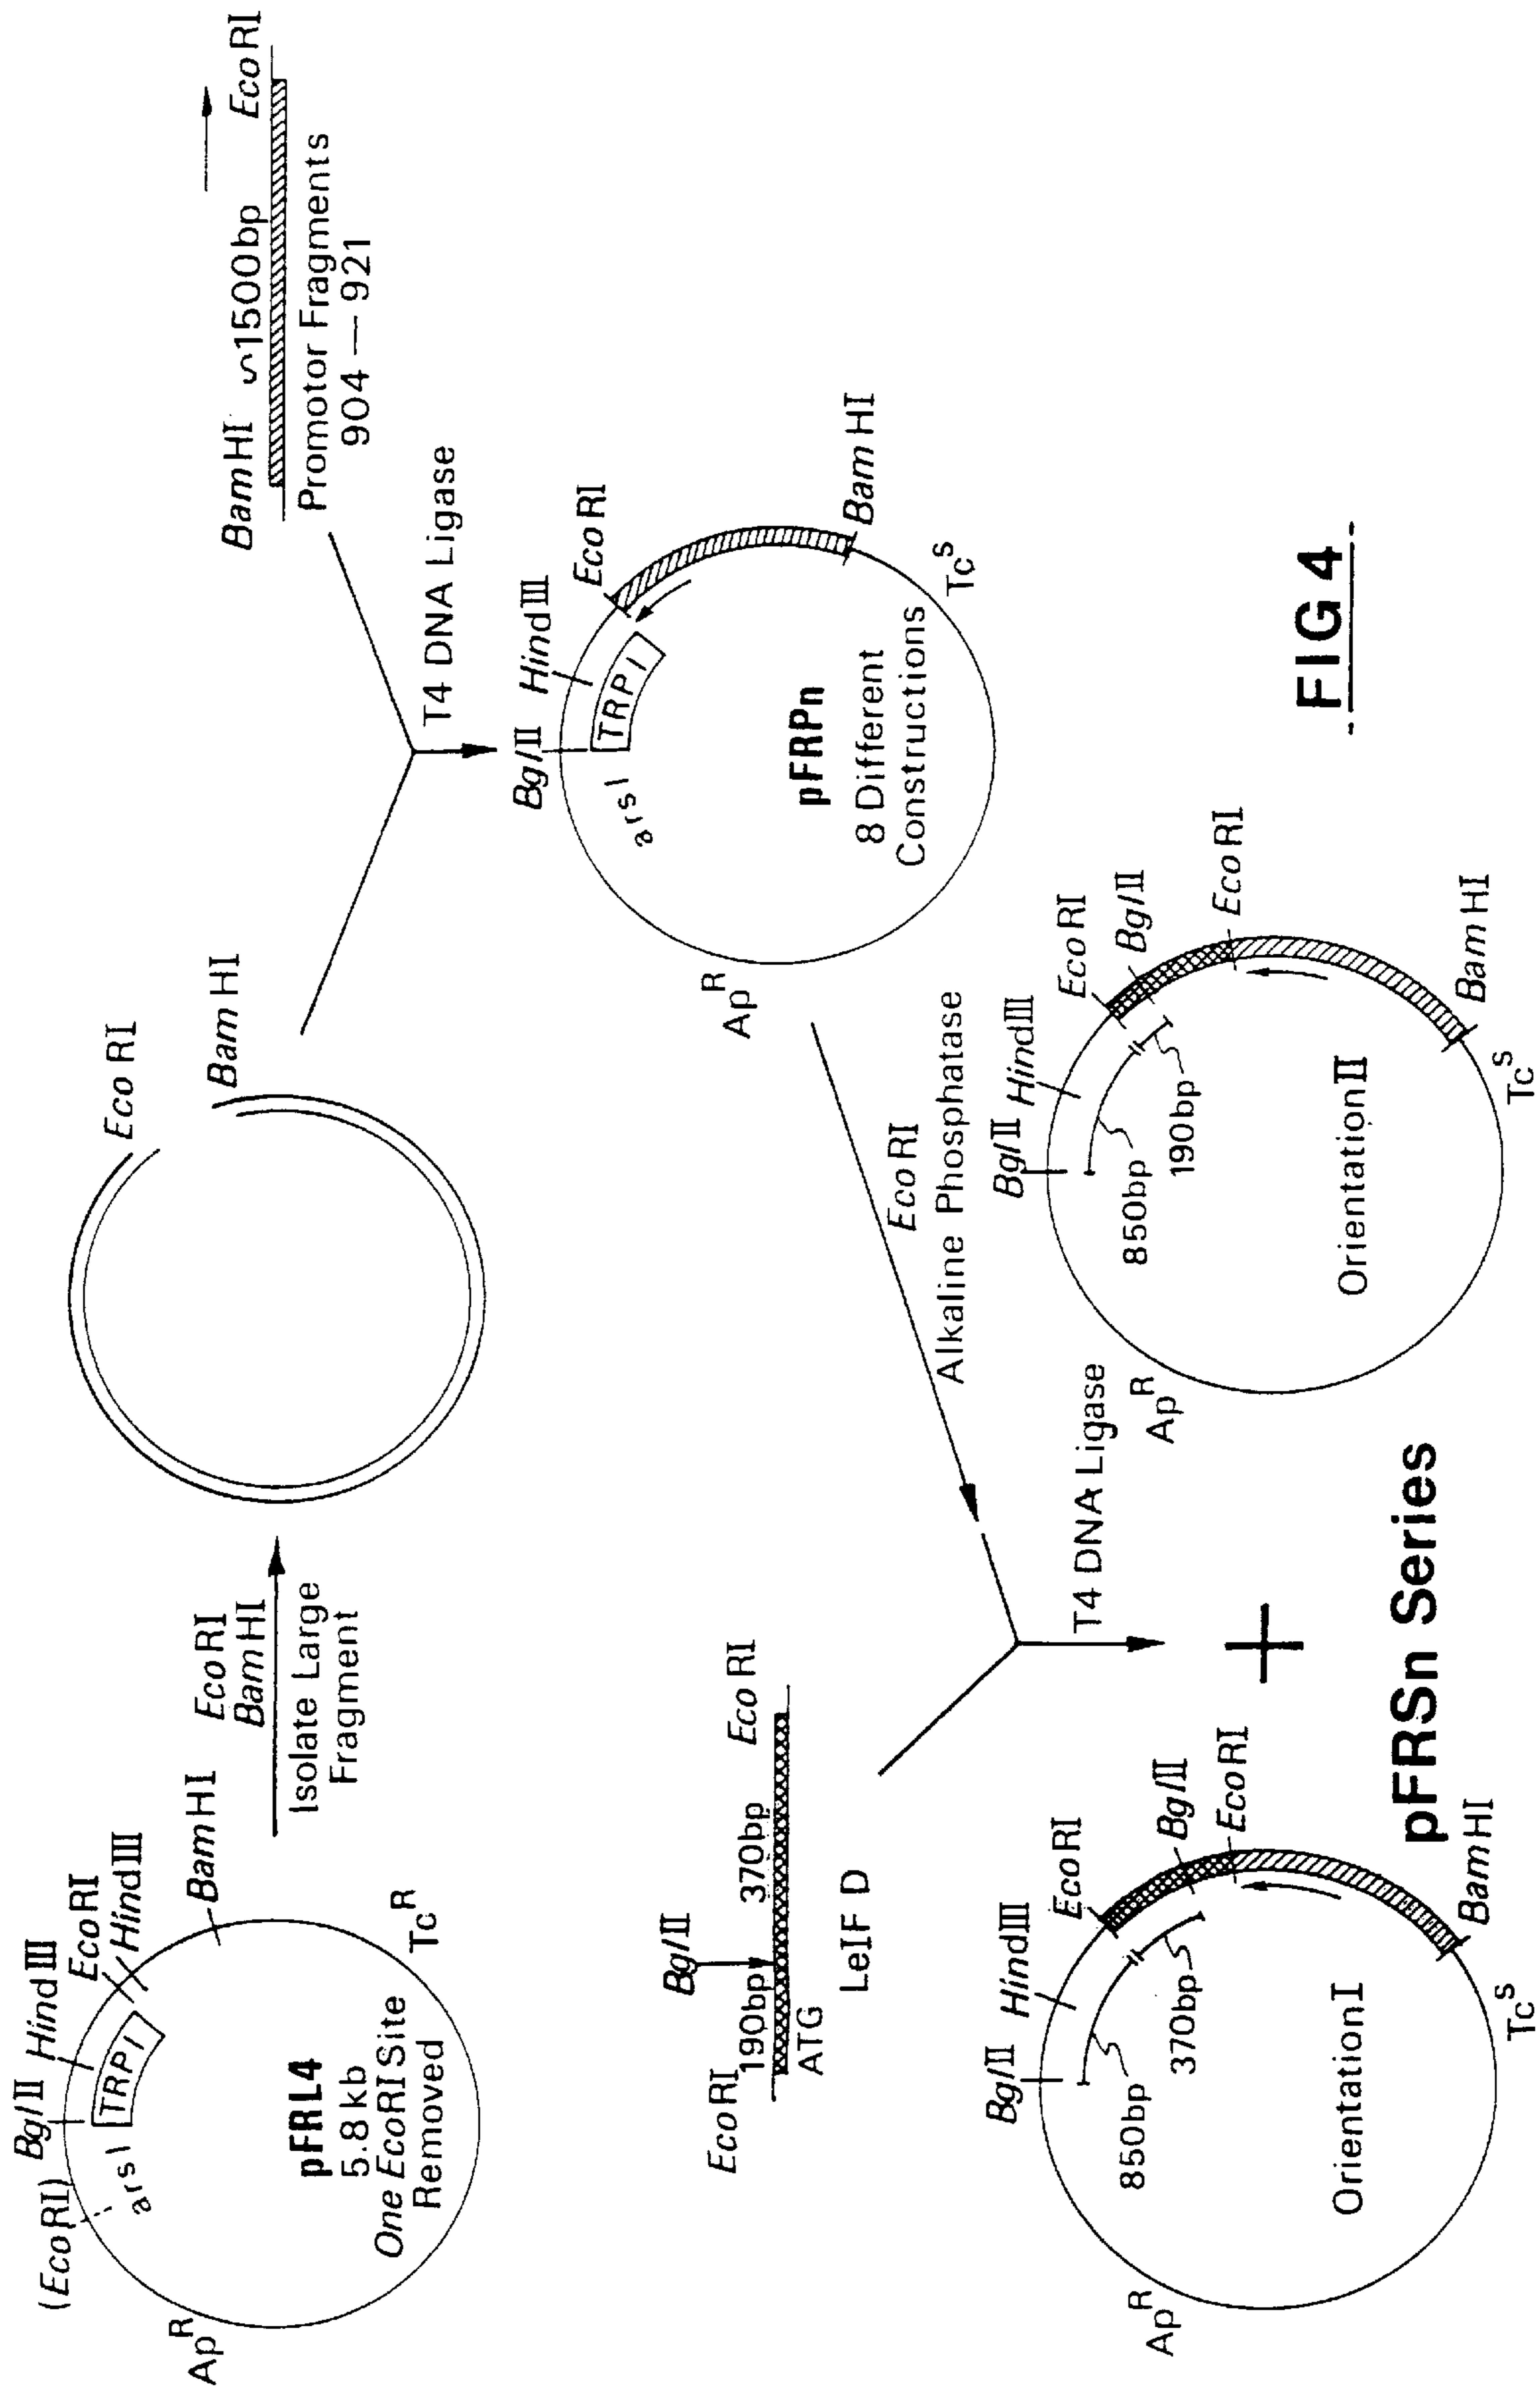 (EcoRI)
BglII
HindIII
EcoRI
HindIII
BamHI
ars I
TRPI
ApR
TcR
pFRL4
5.8 kb
One EcoRI Site
Removed
EcoRI
BamHI
Isolate Large
Fragment
EcoRI
BamHI
BamHI ∽1500bp EcoRI
Promotor Fragments
904 — 921
T4 DNA Ligase
BglII
HindIII
EcoRI
BamHI
ars I
TRPI
ApR
TcS
pFRPn
8 Different
Constructions
EcoRI
Alkaline Phosphatase
BglII
EcoRI
190bp 370bp
EcoRI
ATG
LeIF D
T4 DNA Ligase
BglII
HindIII
EcoRI
BglII
EcoRI
BamHI
850bp
370bp
ApR
TcS
Orientation I
+
BglII
HindIII
EcoRI
BglII
EcoRI
BamHI
850bp
190bp
ApR
TcS
Orientation II
pFRSn Series
FIG 4